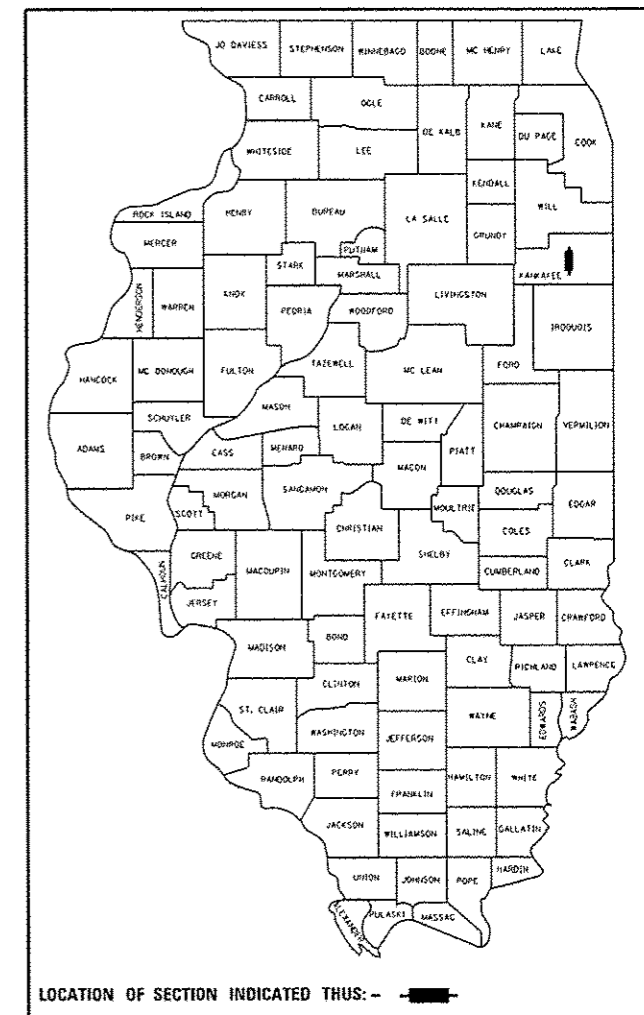 JO DAVIESS STEPHENSON WINNEBAGO BOONE MC HENRY LAKE
CARROLL OGLE DE KALB KANE DU PAGE COOK
WHITESIDE LEE KENDALL WILL
ROCK ISLAND HENRY BUREAU LA SALLE GRUNDY
MERCER PUTNAM KANKAKEE
STARK MARSHALL LIVINGSTON
HENDERSON WARREN KNOX PEORIA WOODFORD IROQUOIS
HANCOCK MC DONOUGH FULTON TAZEWELL MC LEAN FORD
MASON
SCHUYLER LOGAN DE WITT CHAMPAIGN VERMILION
ADAMS BROWN CASS MENARD MACON PIATT
MORGAN SANGAMON MOULTRIE DOUGLAS EDGAR
PIKE SCOTT CHRISTIAN COLES
GREENE MACOUPIN MONTGOMERY SHELBY CUMBERLAND CLARK
CALHOUN JERSEY
FAYETTE EFFINGHAM JASPER CRAWFORD
MADISON BOND
CLAY RICHLAND LAWRENCE
CLINTON MARION
ST. CLAIR WAYNE EDWARDS WABASH
WASHINGTON JEFFERSON
MONROE
RANDOLPH PERRY HAMILTON WHITE
FRANKLIN
JACKSON WILLIAMSON SALINE GALLATIN
HARDIN
UNION JOHNSON POPE
ALEXANDER PULASKI MASSAC
LOCATION OF SECTION INDICATED THUS: -